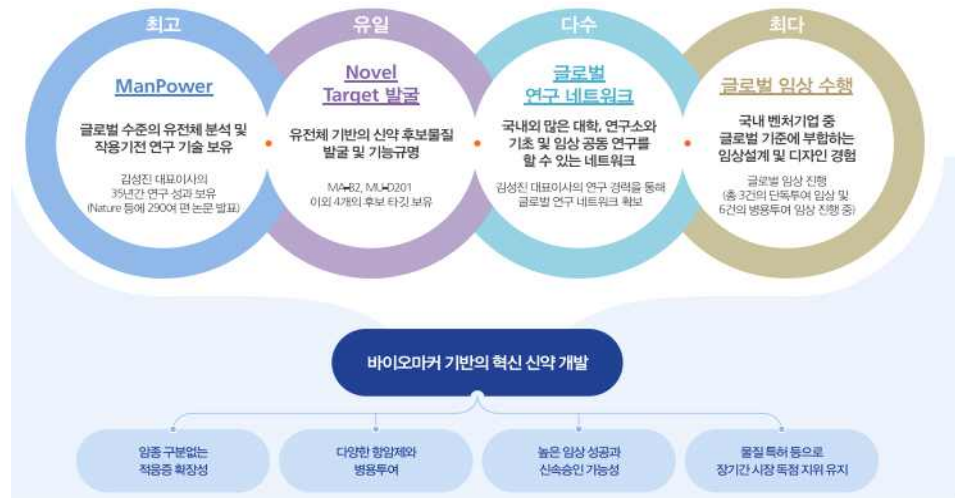 최고
ManPower
글로벌 수준의 유전체 분석 및
작용기전 연구 기술 보유
김성진 대표이사의
35년간 연구 성과 보유
(Nature 등에 290여 편 논문 발표)
유일
Novel
Target 발굴
유전체 기반의 신약 후보물질
발굴 및 기능규명
MA-B2, MU-D201
이외 4개의 후보 타깃 보유
다수
글로벌
연구 네트워크
국내외 많은 대학, 연구소와
기초 및 임상 공동 연구를
할 수 있는 네트워크
김성진 대표이사의 연구 경력을 통해
글로벌 연구 네트워크 확보
최다
글로벌 임상 수행
국내 벤처기업 중
글로벌 기준에 부합하는
임상설계 및 디자인 경험
글로벌 임상 진행
(총 3건의 단독투여 임상 및
6건의 병용투여 임상 진행 중)
바이오마커 기반의 혁신 신약 개발
암종 구분없는
적응증 확장성
다양한 항암제와
병용투여
높은 임상 성공과
신속승인 가능성
물질 특허 등으로
장기간 시장 독점 지위 유지